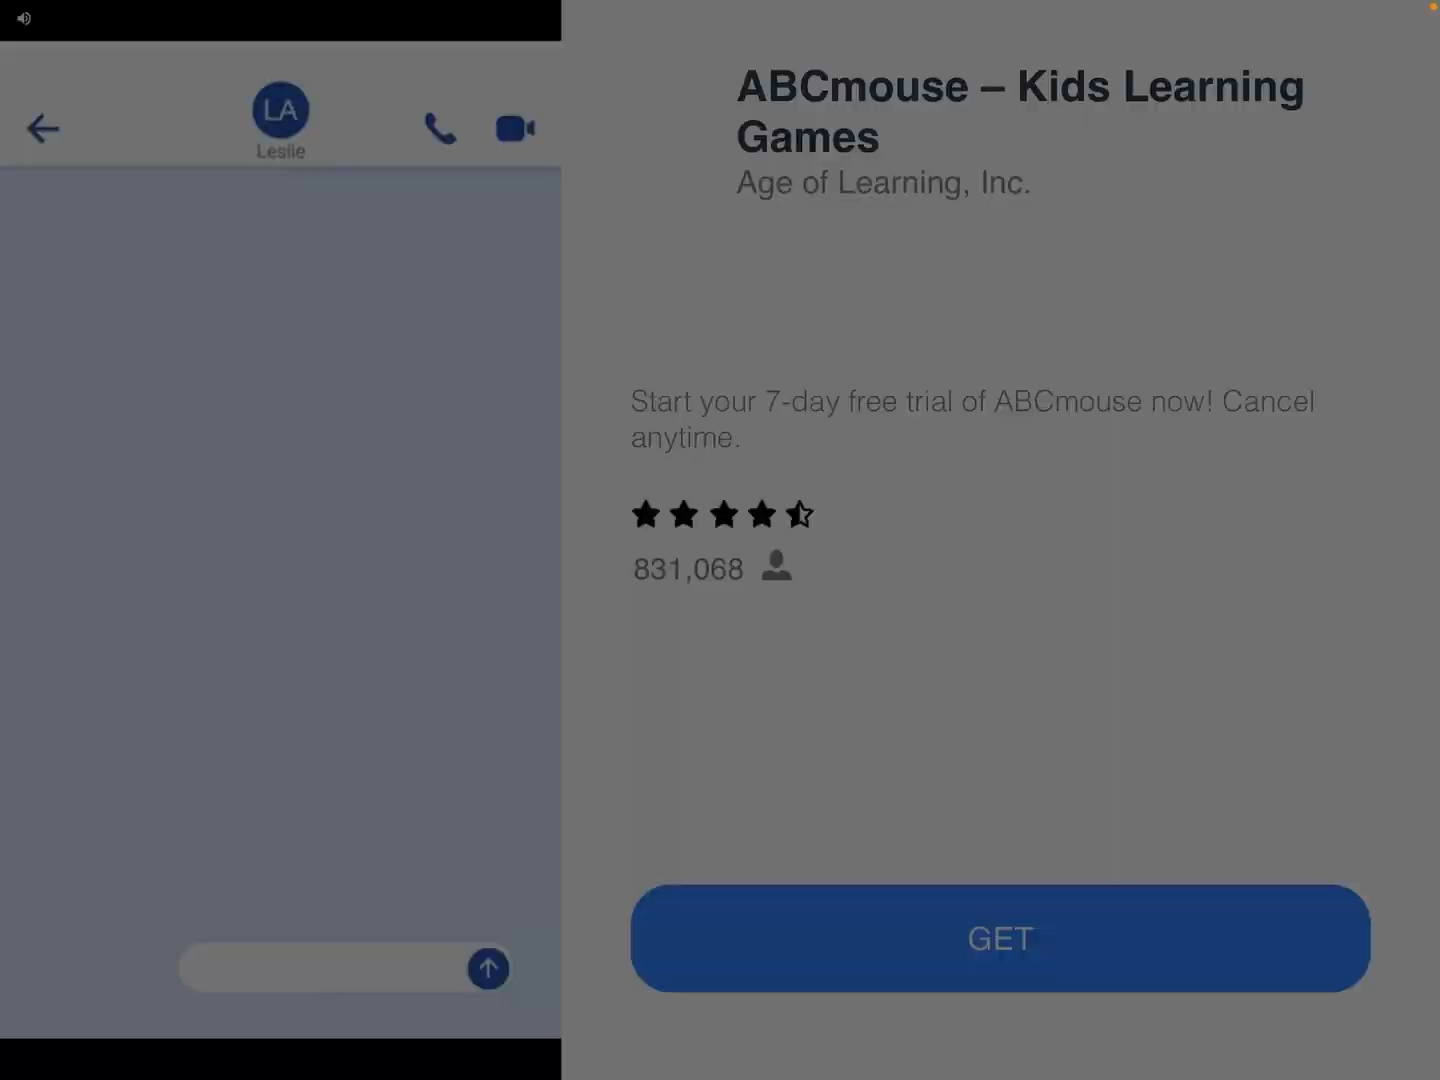 LA
Leslie
ABCmouse – Kids Learning
Games
Age of Learning, Inc.
Start your 7-day free trial of ABCmouse now! Cancel
anytime.
831,068
GET